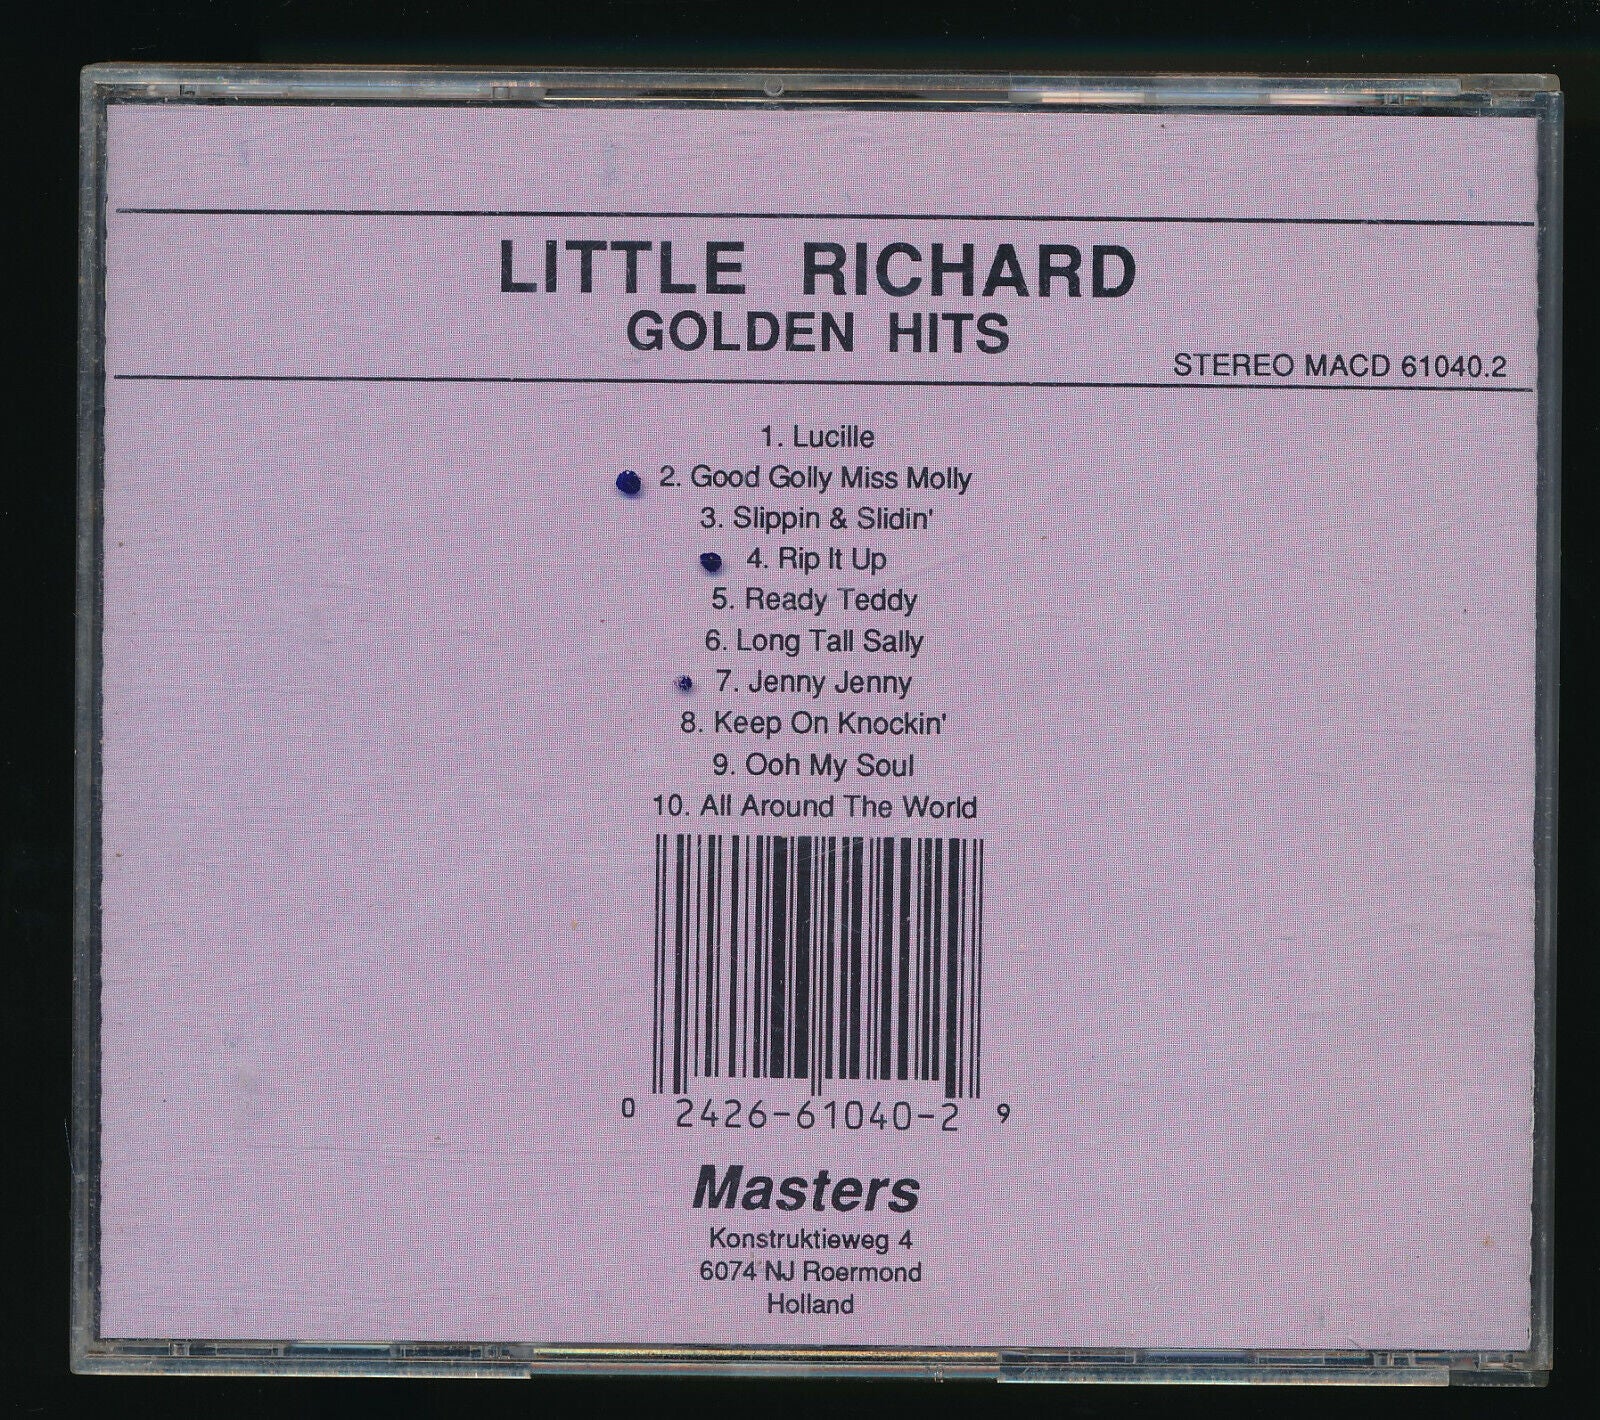 LITTLE RICHARD
GOLDEN HITS
STEREO MACD 61040.2
1. Lucille
2. Good Golly Miss Molly
3. Slippin & Slidin'
4. Rip It Up
5. Ready Teddy
6. Long Tall Sally
7. Jenny Jenny
8. Keep On Knockin'
9. Ooh My Soul
10. All Around The World
0 2426-61040-2 9
Masters
Konstruktieweg 4
6074 NJ Roermond
Holland